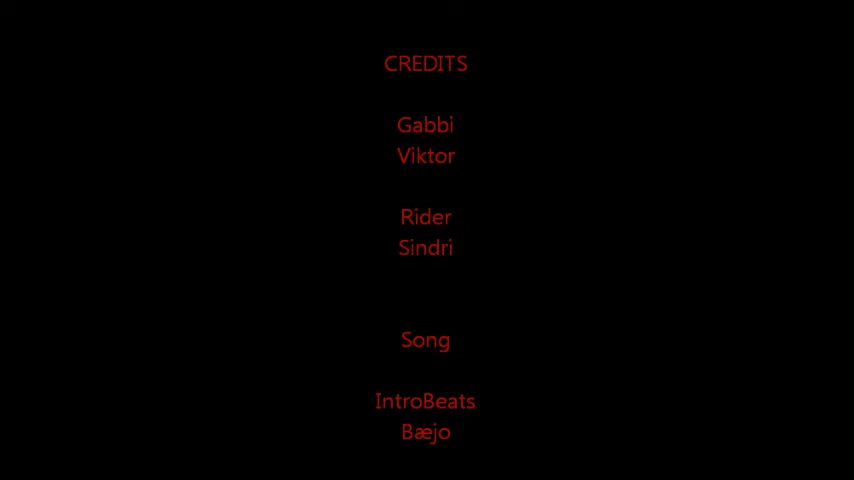 CREDITS
Gabbi
Viktor
Rider
Sindri
Song
IntroBeats
Bæjo